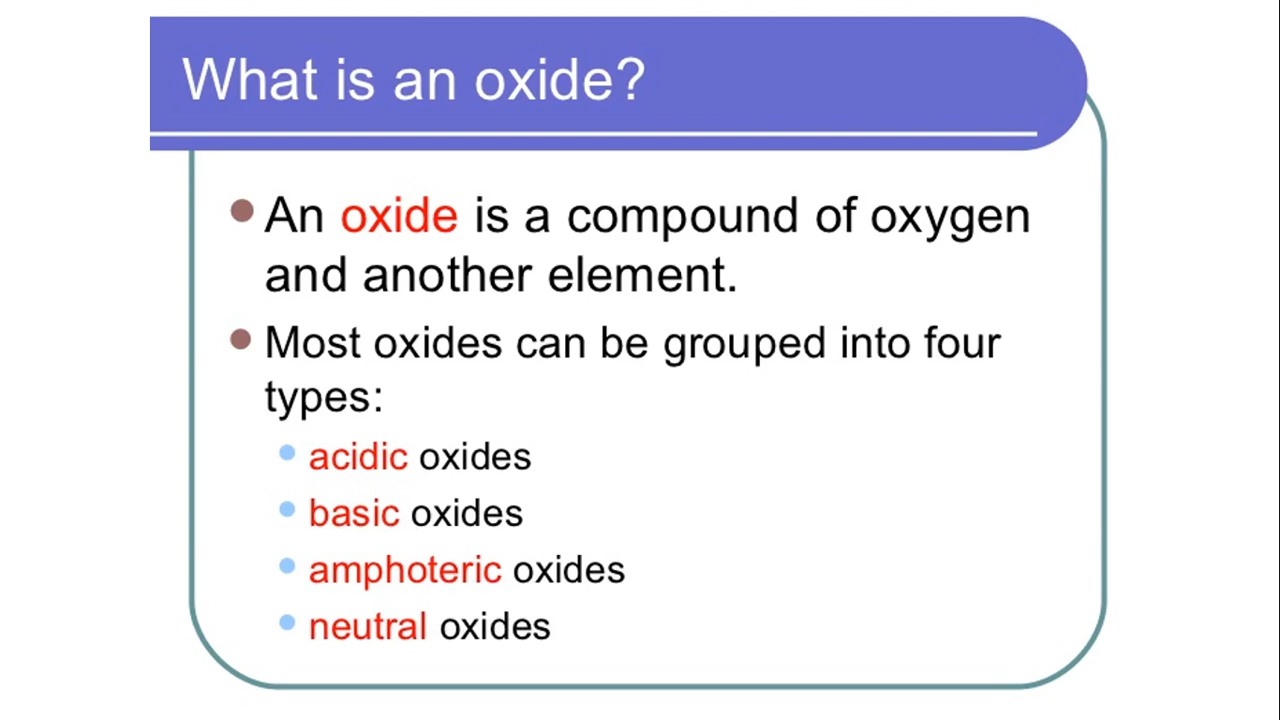 What is an oxide?
An oxide is a compound of oxygen
and another element.
Most oxides can be grouped into four
types:
acidic oxides
basic oxides
amphoteric oxides
neutral oxides